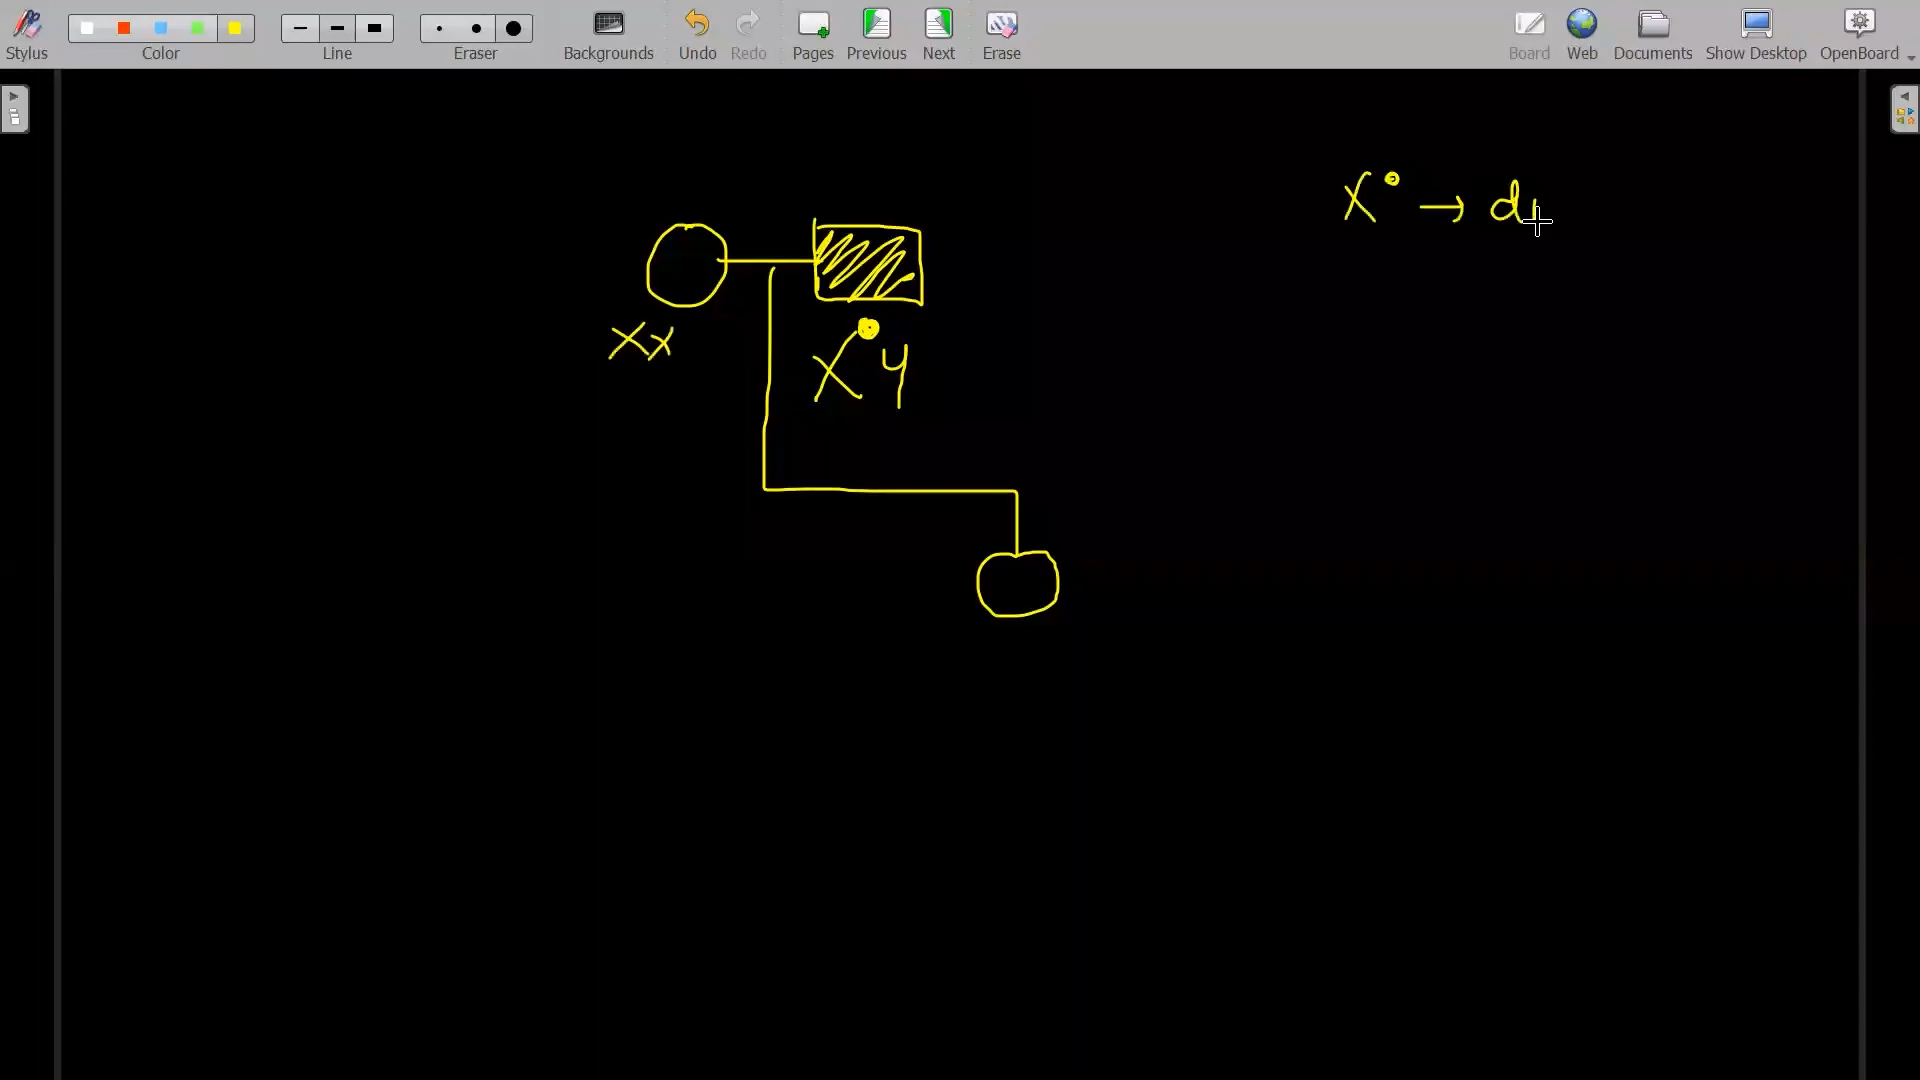 Stylus Color Line Eraser Backgrounds Undo Redo Pages Previous Next Erase Board Web Documents Show Desktop OpenBoard
X° → d
Xx
X°Y